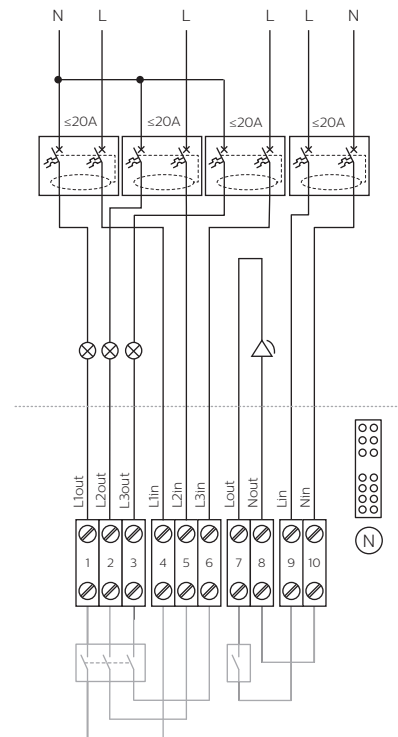 N L L L L N
≤20A ≤20A ≤20A ≤20A
L1out L2out L3out L1in L2in L3in Lout Nout Lin Nin
N
1 2 3 4 5 6 7 8 9 10